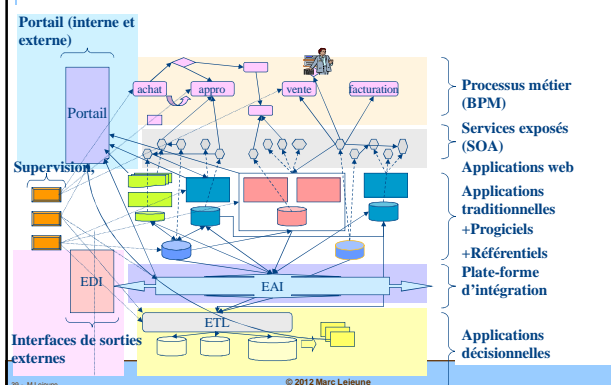 Portail (interne et
externe)
Portail
achat
appro
vente
facturation
Processus métier
(BPM)
Services exposés
(SOA)
Applications web
Supervision,
Applications
traditionnelles
+Progiciels
+Référentiels
EDI
EAI
Plate-forme
d’intégration
ETL
Interfaces de sorties
externes
Applications
décisionnelles
© 2012 Marc Lejeune